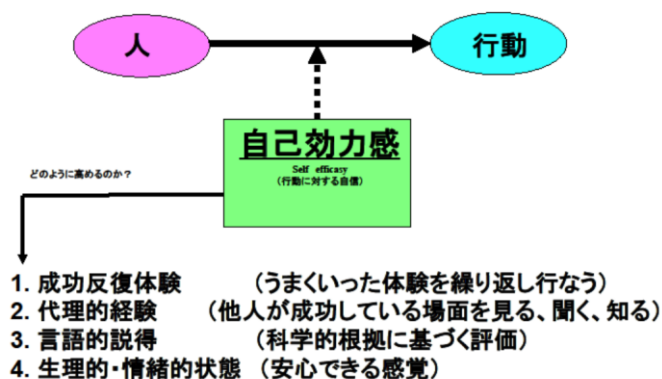 人
行動
自己効力感
Self efficasy
（行動に対する自信）
どのように高めるのか？
1. 成功反復体験 （うまくいった体験を繰り返し行なう）
2. 代理的経験 （他人が成功している場面を見る、聞く、知る）
3. 言語的説得 （科学的根拠に基づく評価）
4. 生理的・情緒的状態 （安心できる感覚）